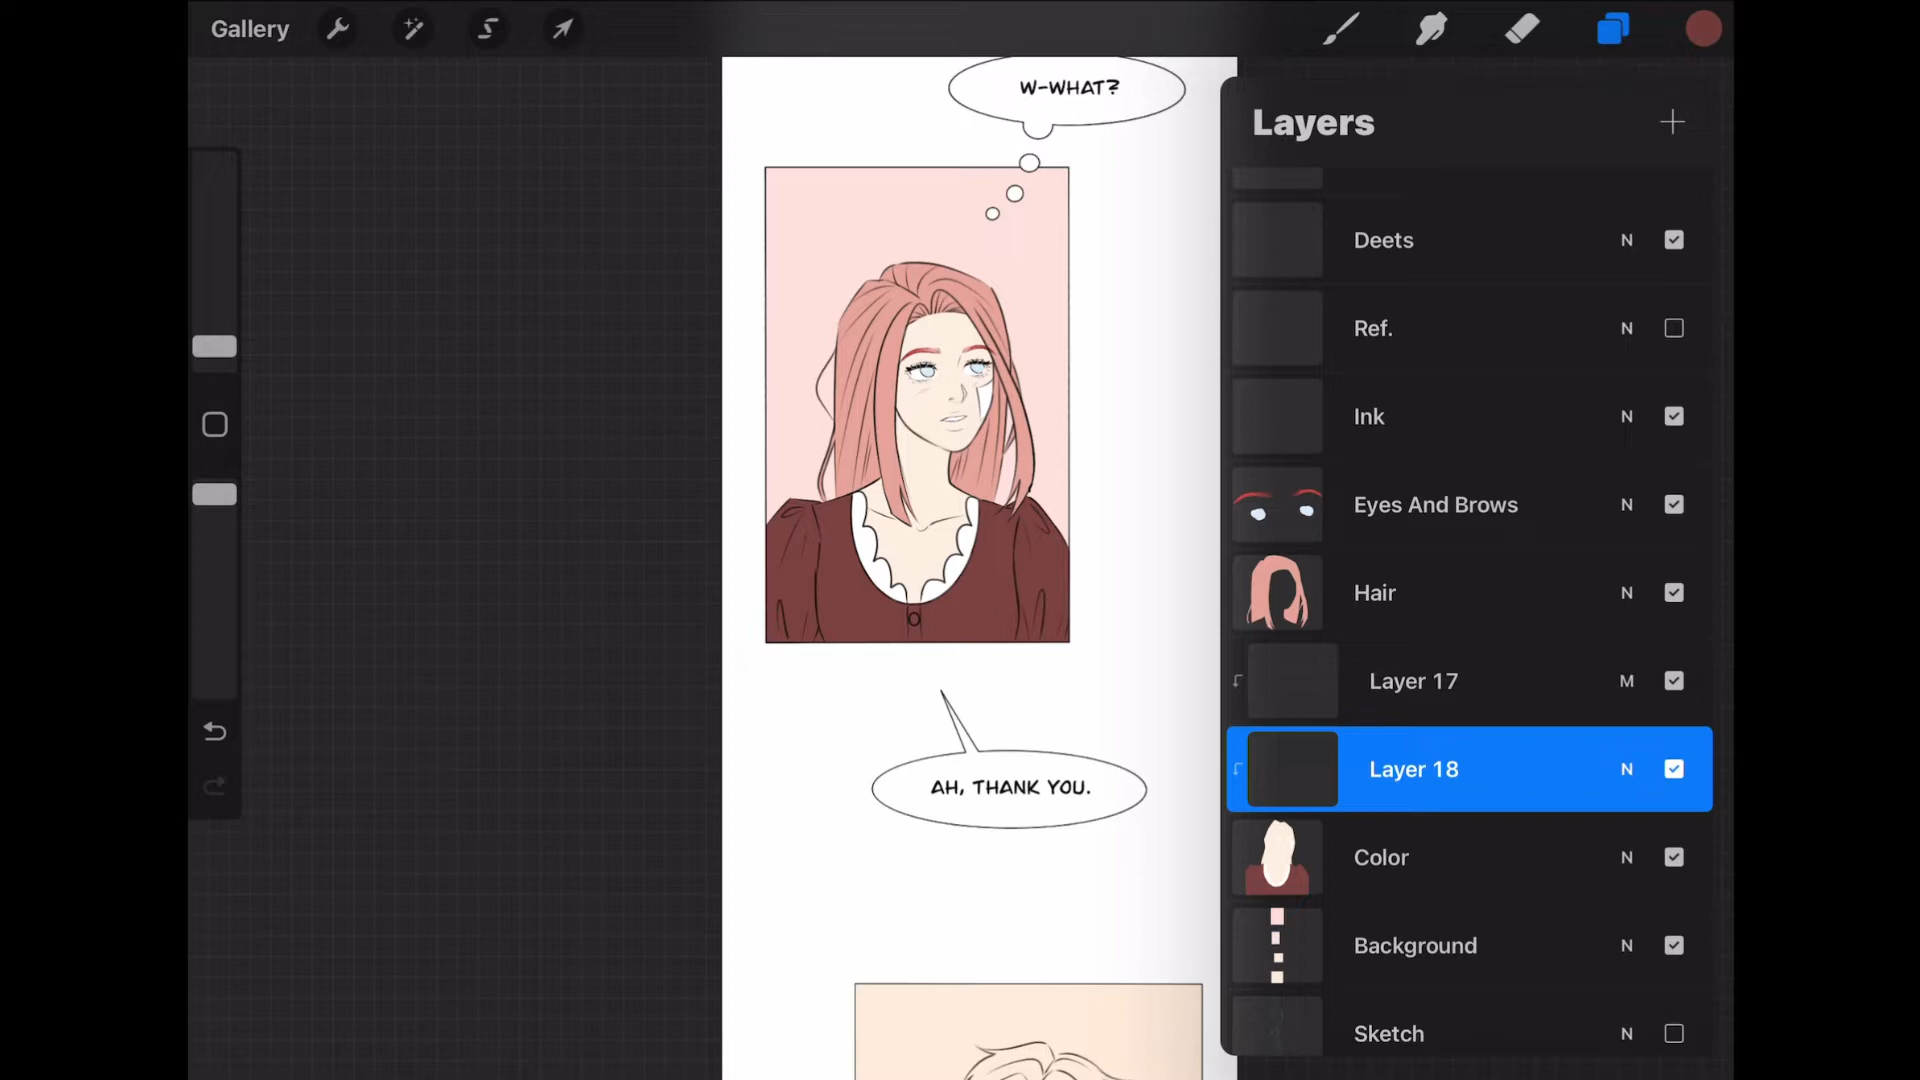 Gallery
W-WHAT?
AH, THANK YOU.
Layers
Deets N
Ref. N
Ink N
Eyes And Brows N
Hair N
Layer 17 M
Layer 18 N
Color N
Background N
Sketch N